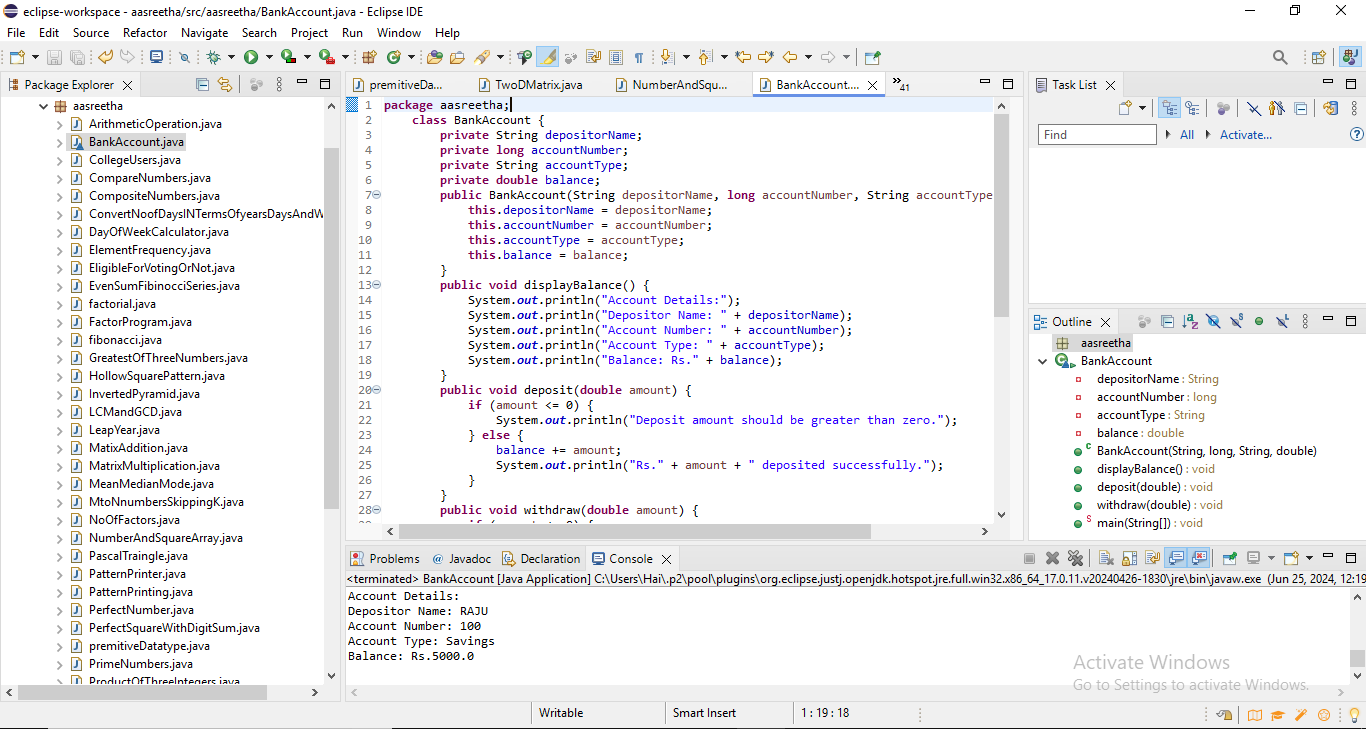 eclipse-workspace - aasreetha/src/aasreetha/BankAccount.java - Eclipse IDE
File Edit Source Refactor Navigate Search Project Run Window Help
Package Explorer
aasreetha
ArithmeticOperation.java
BankAccount.java
CollegeUsers.java
CompareNumbers.java
CompositeNumbers.java
ConvertNoofDaysINTermsOfyearsDaysAndW
DayOfWeekCalculator.java
ElementFrequency.java
EligibleForVotingOrNot.java
EvenSumFibinocciSeries.java
factorial.java
FactorProgram.java
fibonacci.java
GreatestOfThreeNumbers.java
HollowSquarePattern.java
InvertedPyramid.java
LCMandGCD.java
LeapYear.java
MatixAddition.java
MatrixMultiplication.java
MeanMedianMode.java
MtoNnumbersSkippingK.java
NoOfFactors.java
NumberAndSquareArray.java
PascalTraingle.java
PatternPrinter.java
PatternPrinting.java
PerfectNumber.java
PerfectSquareWithDigitSum.java
premitiveDatatype.java
PrimeNumbers.java
ProductOfThreeIntegers.java
premitiveDa... TwoDMatrix.java NumberAndSqu... BankAccount.... »41
1 package aasreetha;
2 class BankAccount {
3 private String depositorName;
4 private long accountNumber;
5 private String accountType;
6 private double balance;
7 public BankAccount(String depositorName, long accountNumber, String accountType
8 this.depositorName = depositorName;
9 this.accountNumber = accountNumber;
10 this.accountType = accountType;
11 this.balance = balance;
12 }
13 public void displayBalance() {
14 System.out.println("Account Details:");
15 System.out.println("Depositor Name: " + depositorName);
16 System.out.println("Account Number: " + accountNumber);
17 System.out.println("Account Type: " + accountType);
18 System.out.println("Balance: Rs." + balance);
19 }
20 public void deposit(double amount) {
21 if (amount <= 0) {
22 System.out.println("Deposit amount should be greater than zero.");
23 } else {
24 balance += amount;
25 System.out.println("Rs." + amount + " deposited successfully.");
26 }
27 }
28 public void withdraw(double amount) {
Task List
Find All Activate...
Outline
aasreetha
BankAccount
depositorName : String
accountNumber : long
accountType : String
balance : double
BankAccount(String, long, String, double)
displayBalance() : void
deposit(double) : void
withdraw(double) : void
main(String[]) : void
Problems Javadoc Declaration Console
<terminated> BankAccount [Java Application] C:\Users\Hai\.p2\pool\plugins\org.eclipse.justj.openjdk.hotspot.jre.full.win32.x86_64_17.0.11.v20240426-1830\jre\bin\javaw.exe (Jun 25, 2024, 12:19
Account Details:
Depositor Name: RAJU
Account Number: 100
Account Type: Savings
Balance: Rs.5000.0
Activate Windows
Go to Settings to activate Windows.
Writable Smart Insert 1 : 19 : 18